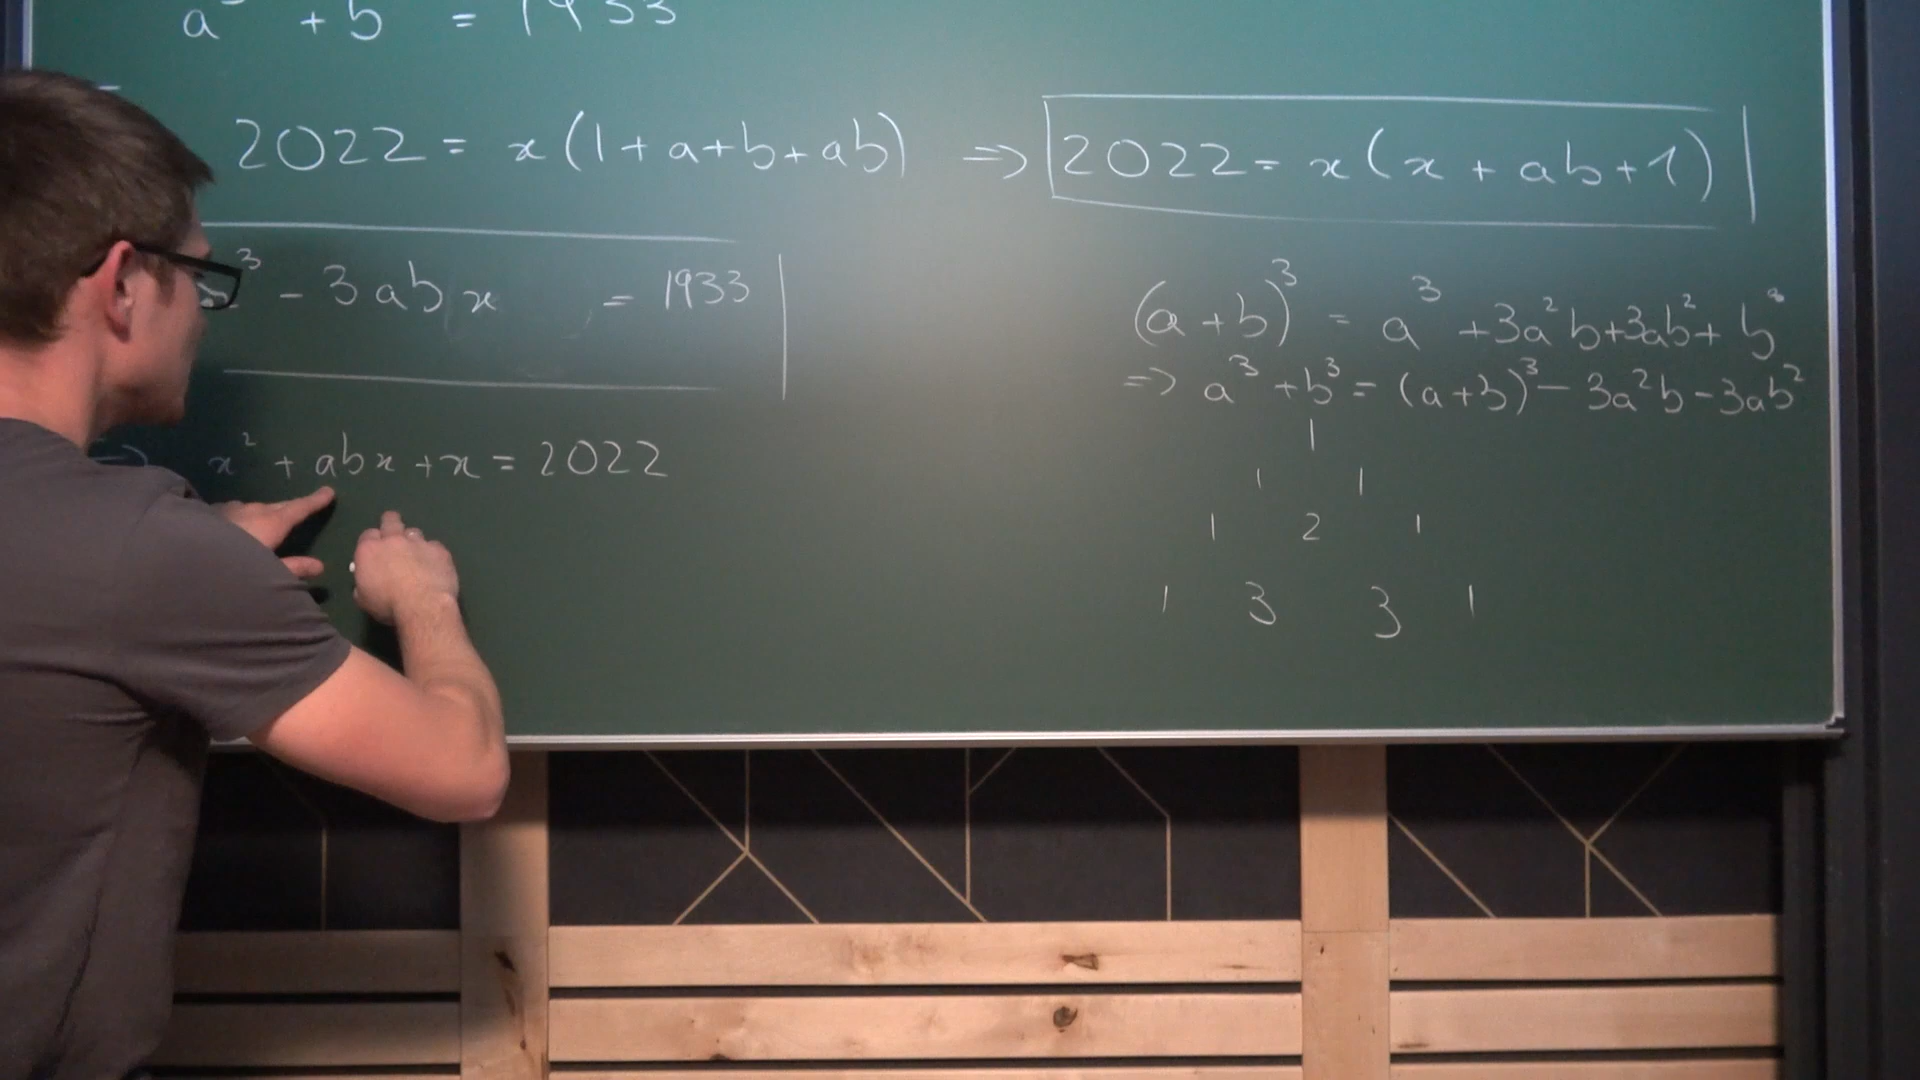 a³ + b = 1933
2022 = x(1+a+b+ab) => 2022 = x(x + ab + 1)
³ - 3abx = 1933
(a+b)³ = a³ + 3a²b + 3ab² + b³
=> a³ + b³ = (a+b)³ - 3a²b - 3ab²
=> x² + abx + x = 2022
1
1 1
1 2 1
1 3 3 1